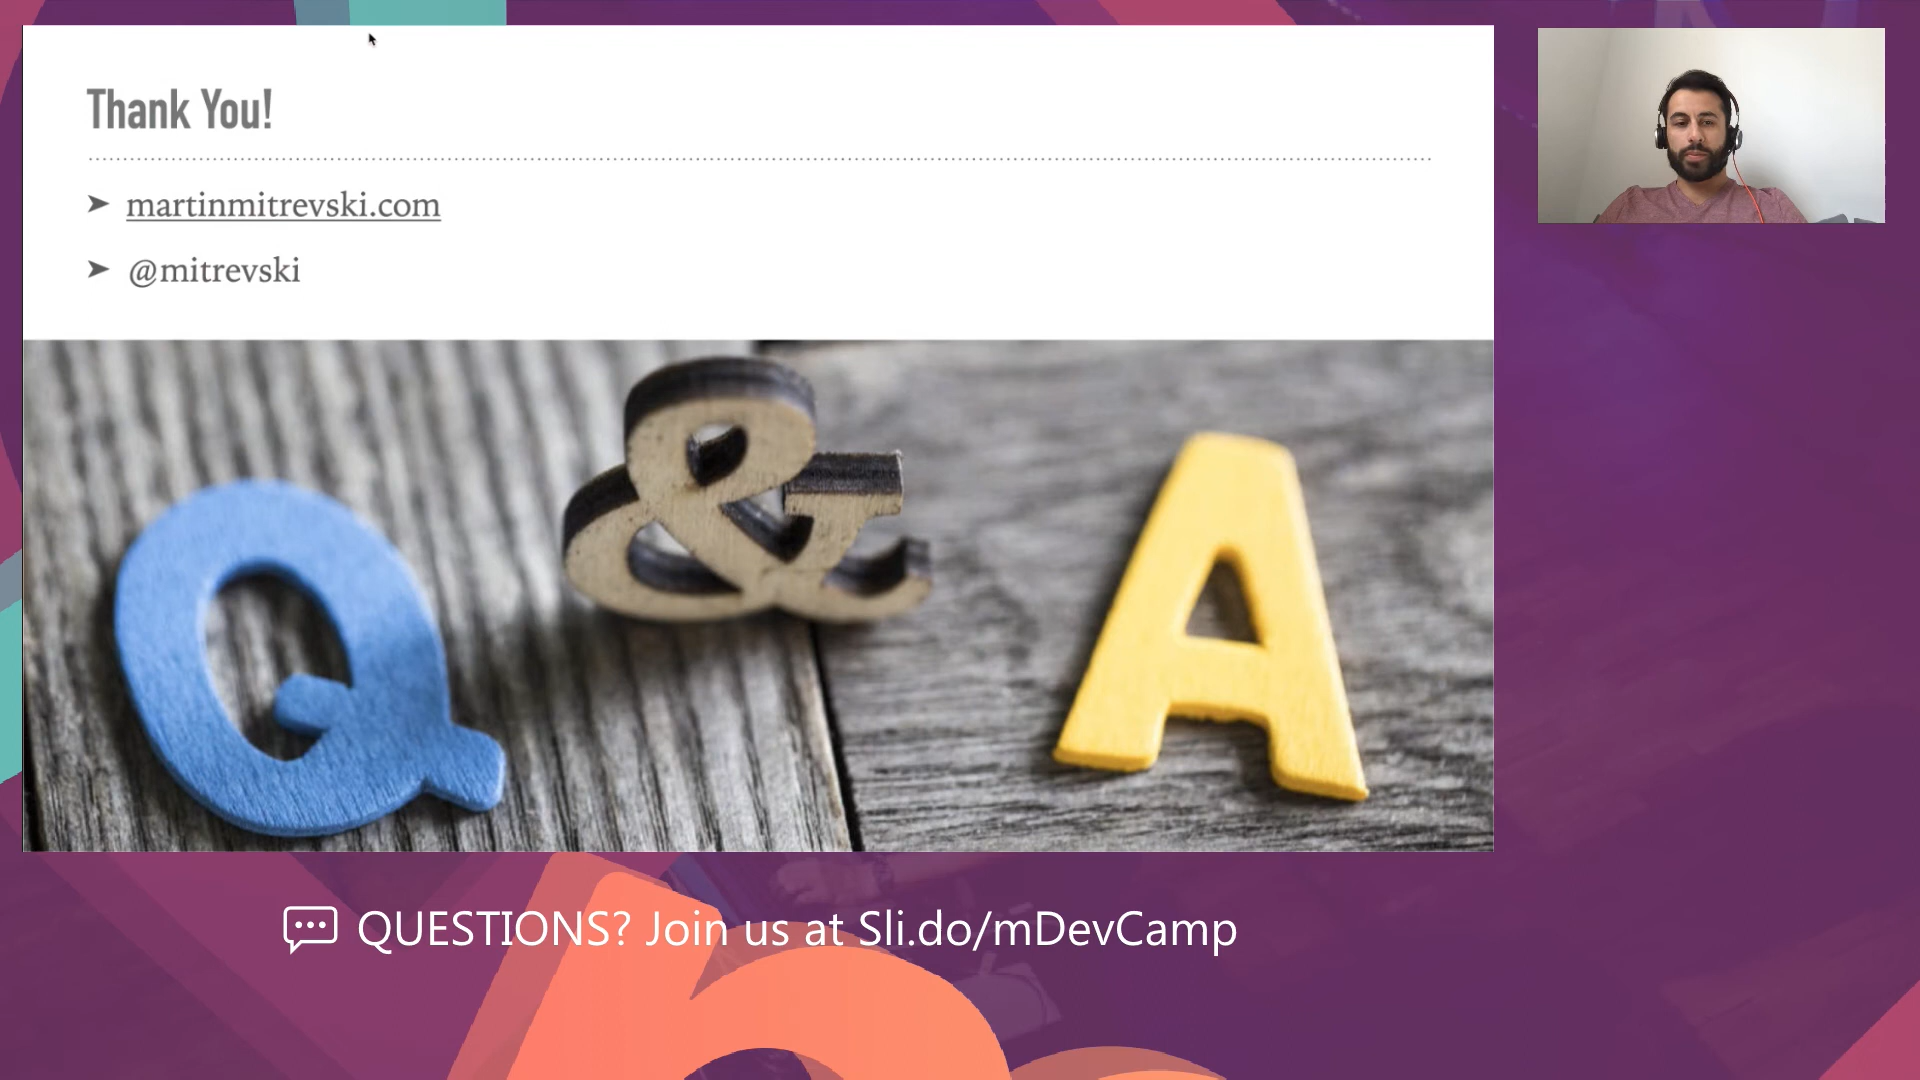 Thank You!
➤ martinmitrevski.com
➤ @mitrevski
Q & A
QUESTIONS? Join us at Sli.do/mDevCamp